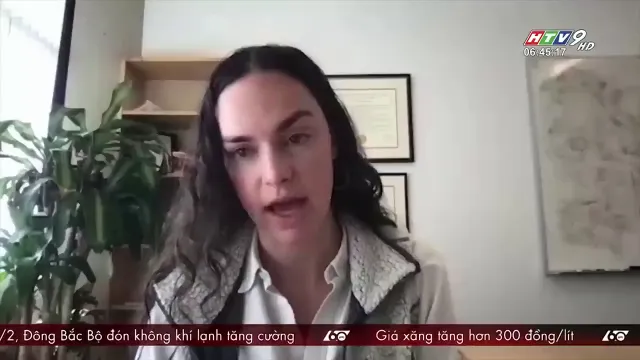 HTV9 HD
06:45:17
/2, Đông Bắc Bộ đón không khí lạnh tăng cường
Giá xăng tăng hơn 300 đồng/lít